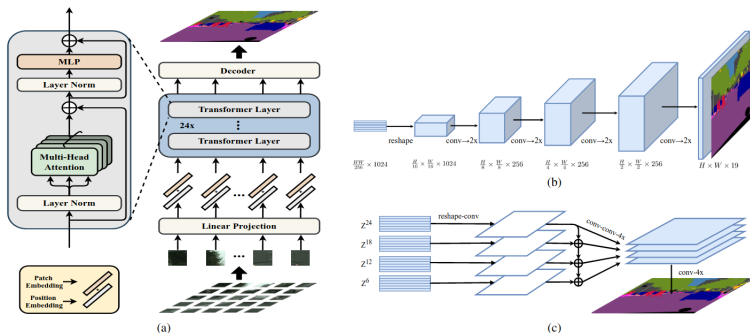 MLP
Layer Norm
Multi-Head
Attention
Layer Norm
Patch
Embedding
Position
Embedding
Decoder
Transformer Layer
24x
Transformer Layer
Linear Projection
(a)
reshape
conv→2x
conv→2x
conv→2x
conv→2x
HW/256 × 1024
H/16 × W/16 × 1024
H/8 × W/8 × 256
H/4 × W/4 × 256
H/2 × W/2 × 256
H × W × 19
(b)
reshape-conv
conv-conv-4x
Z²⁴
Z¹⁸
Z¹²
Z⁶
conv-4x
(c)